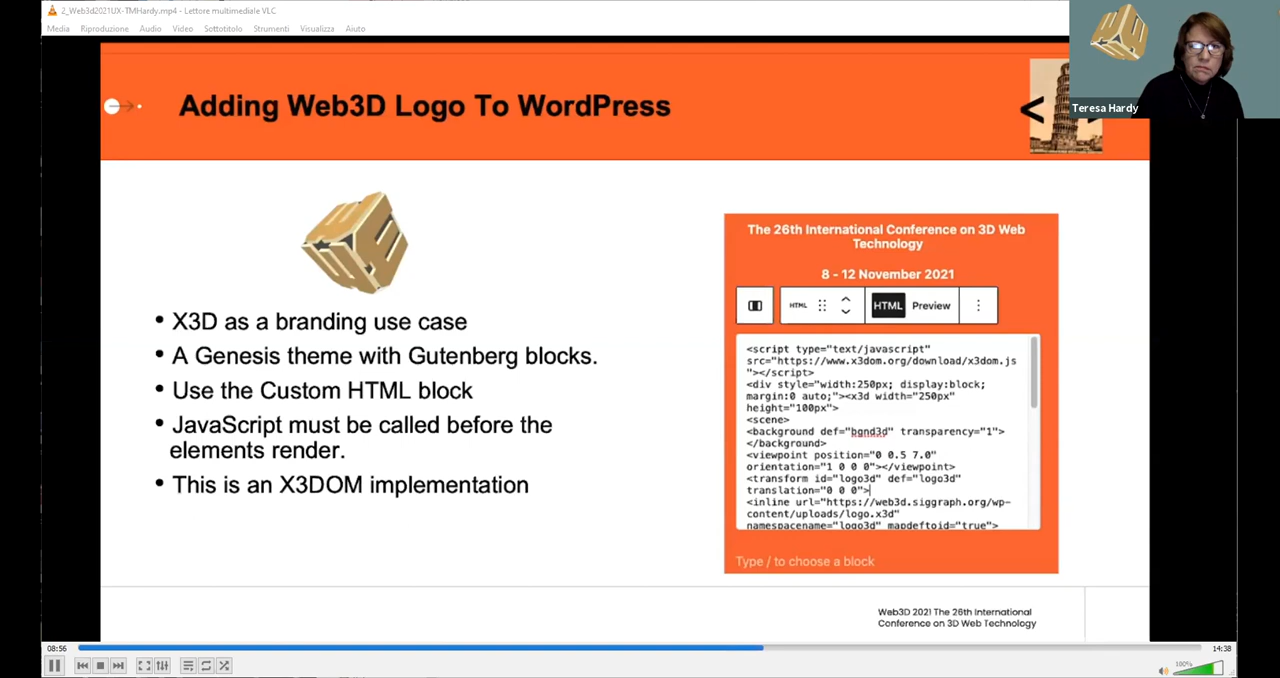 2_Web3d2021UX-TMHardy.mp4 - Lettore multimediale VLC
Media Riproduzione Audio Video Sottotitolo Strumenti Visualizza Aiuto
Teresa Hardy
Adding Web3D Logo To WordPress
<
• X3D as a branding use case
• A Genesis theme with Gutenberg blocks.
• Use the Custom HTML block
• JavaScript must be called before the
elements render.
• This is an X3DOM implementation
The 26th International Conference on 3D Web
Technology
8 - 12 November 2021
HTML HTML Preview
<script type="text/javascript"
src="https://www.x3dom.org/download/x3dom.js
"></script>
<div style="width:250px; display:block;
margin:0 auto;"><x3d width="250px"
height="100px">
<scene>
<background def="bgnd3d" transparency="1">
</background>
<viewpoint position="0 0.5 7.0"
orientation="1 0 0 0"></viewpoint>
<transform id="logo3d" def="logo3d"
translation="0 0 0">
<inline url="https://web3d.siggraph.org/wp-
content/uploads/logo.x3d"
namespacename="logo3d" mapdeftoid="true">
Type / to choose a block
Web3D 2021 The 26th International
Conference on 3D Web Technology
08:56
14:38
100%